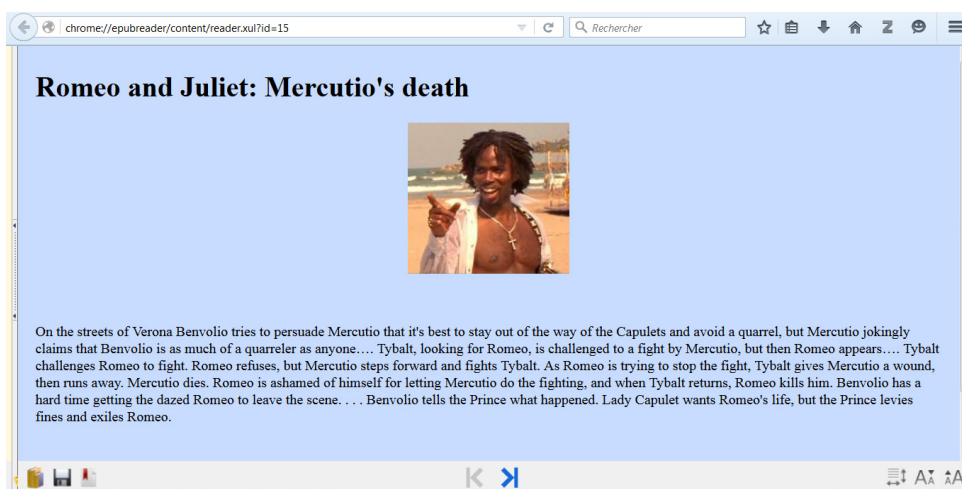 chrome://epubreader/content/reader.xul?id=15
Rechercher
Romeo and Juliet: Mercutio's death
On the streets of Verona Benvolio tries to persuade Mercutio that it's best to stay out of the way of the Capulets and avoid a quarrel, but Mercutio jokingly
claims that Benvolio is as much of a quarreler as anyone…. Tybalt, looking for Romeo, is challenged to a fight by Mercutio, but then Romeo appears…. Tybalt
challenges Romeo to fight. Romeo refuses, but Mercutio steps forward and fights Tybalt. As Romeo is trying to stop the fight, Tybalt gives Mercutio a wound,
then runs away. Mercutio dies. Romeo is ashamed of himself for letting Mercutio do the fighting, and when Tybalt returns, Romeo kills him. Benvolio has a
hard time getting the dazed Romeo to leave the scene. . . . Benvolio tells the Prince what happened. Lady Capulet wants Romeo's life, but the Prince levies
fines and exiles Romeo.